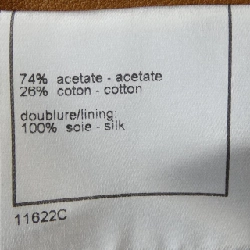 74% acetate - acetate
26% coton - cotton
doublure/lining:
100% soie - silk
11622C